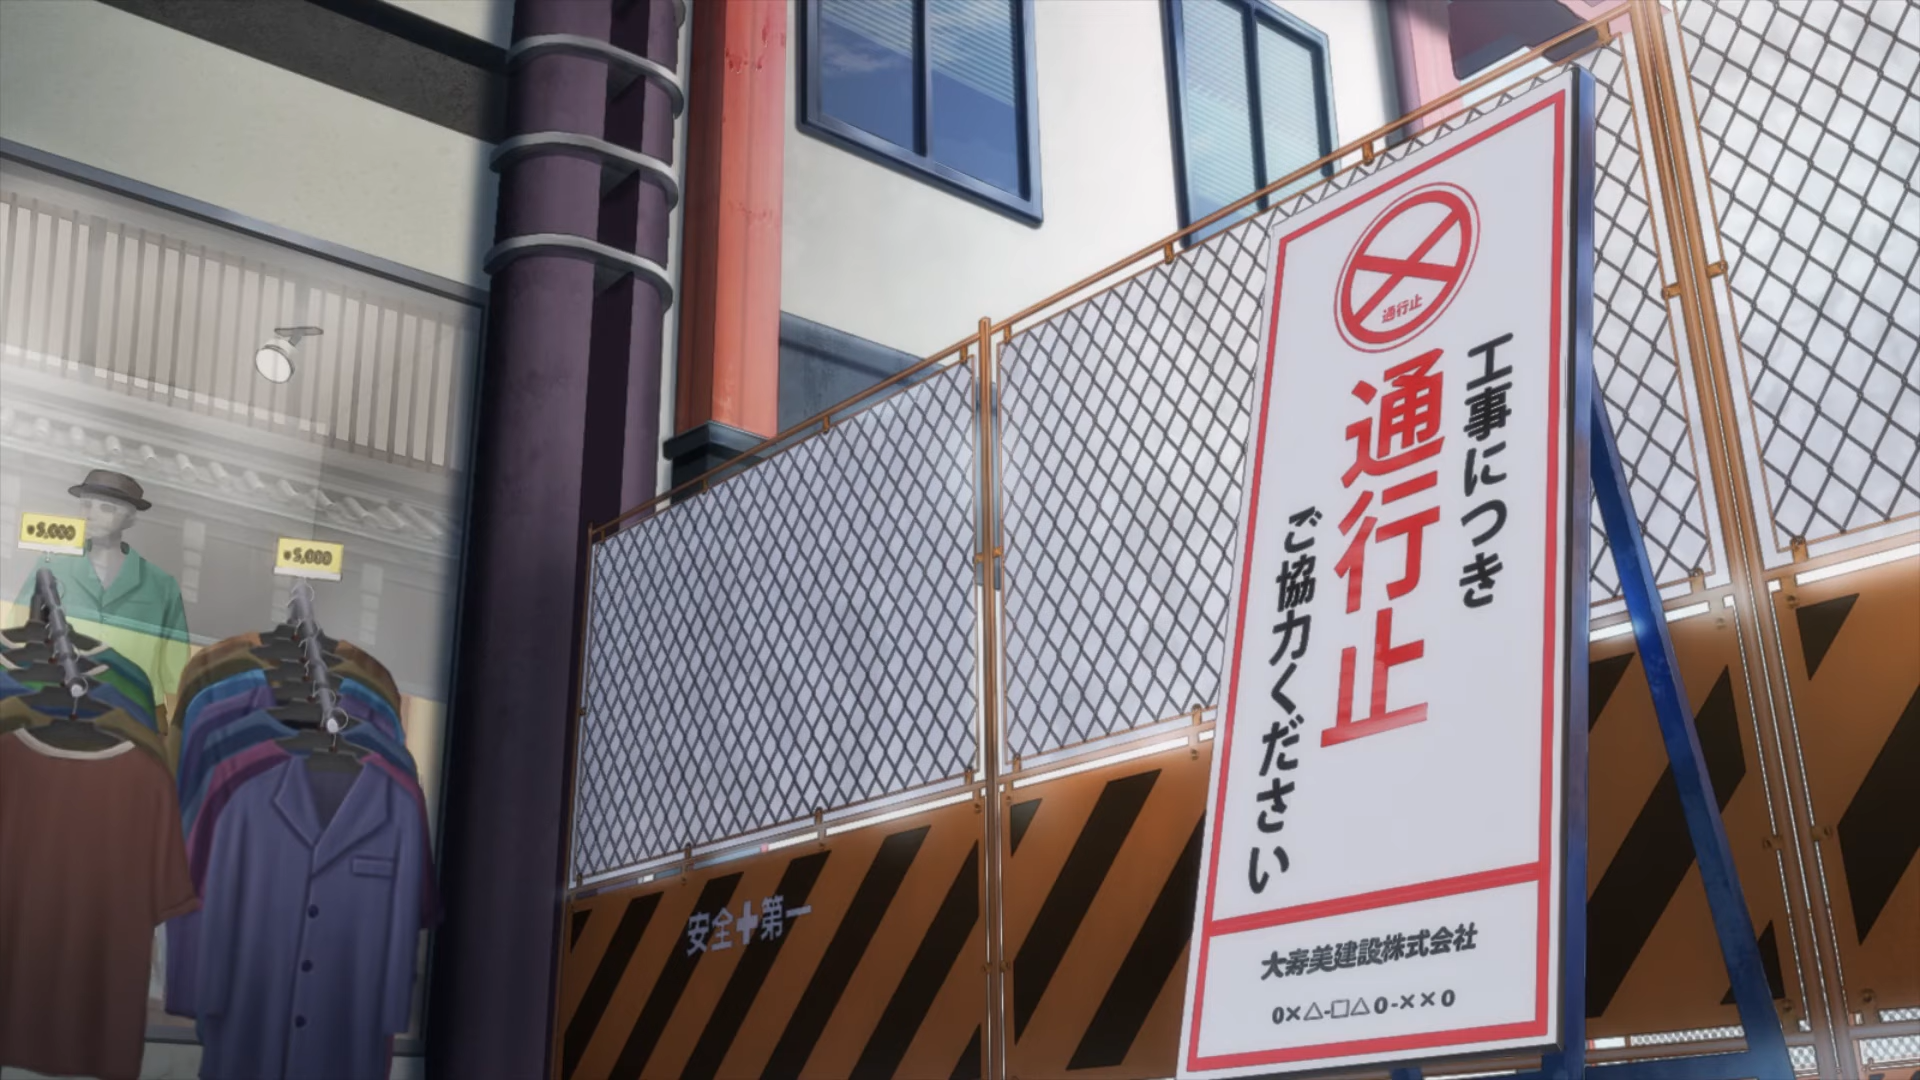 通行止
工事につき
通行止
ご協力ください
大寿美建設株式会社
0×△-□△0-××0
安全✚第一
¥5,000
¥5,000